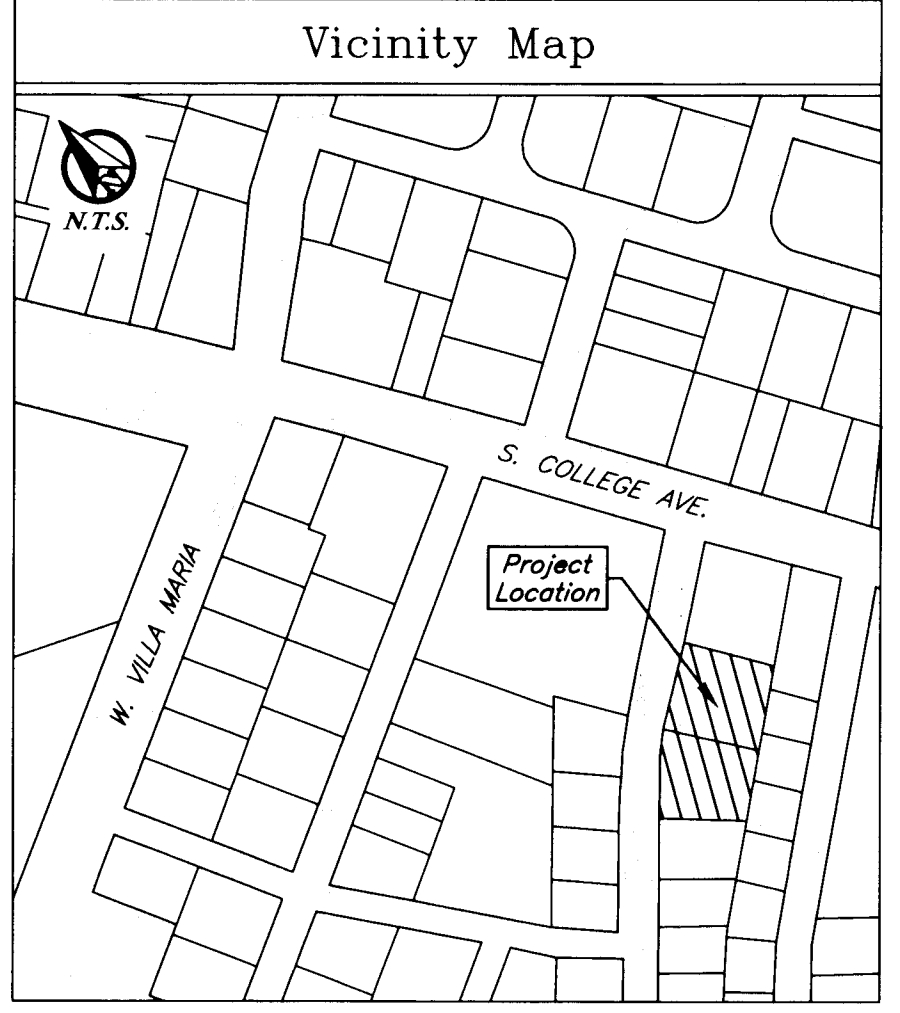 Vicinity Map
N.T.S.
S. COLLEGE AVE.
Project
Location
W. VILLA MARIA